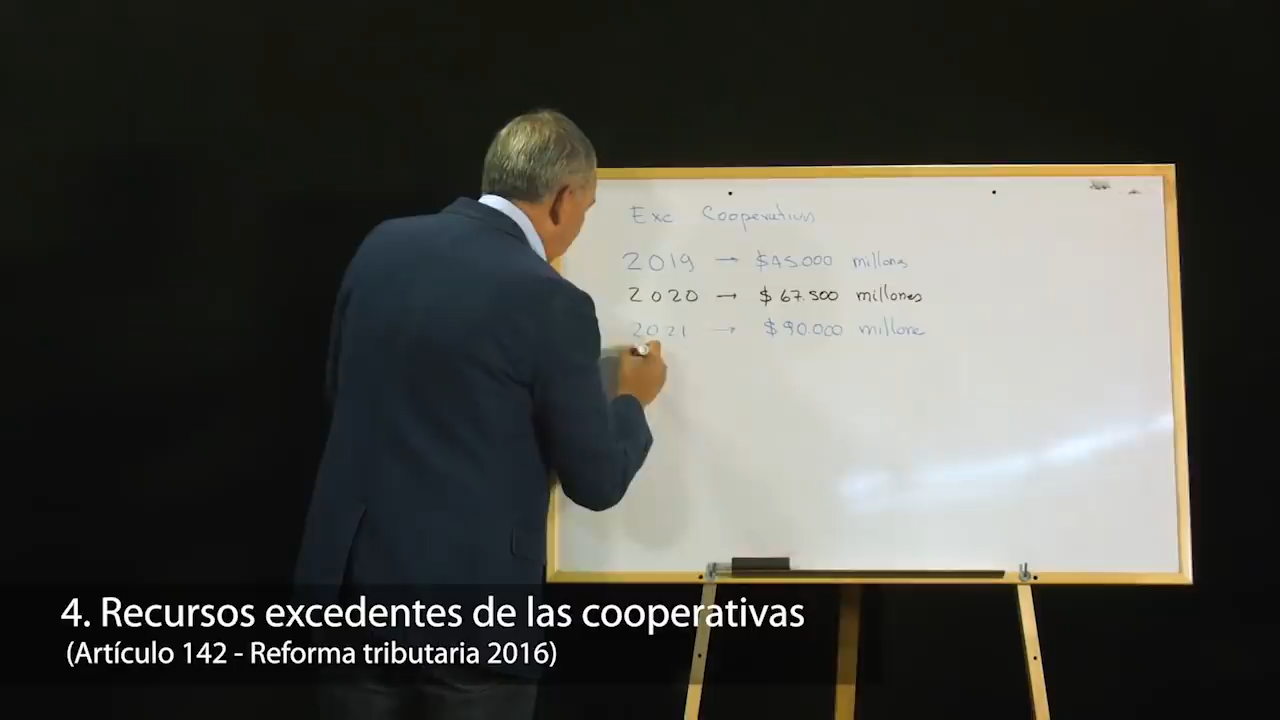 Exc Cooperativas
2019 → $45.000 millones
2020 → $67.500 millones
2021 → $90.000 millone
4. Recursos excedentes de las cooperativas
(Artículo 142 - Reforma tributaria 2016)